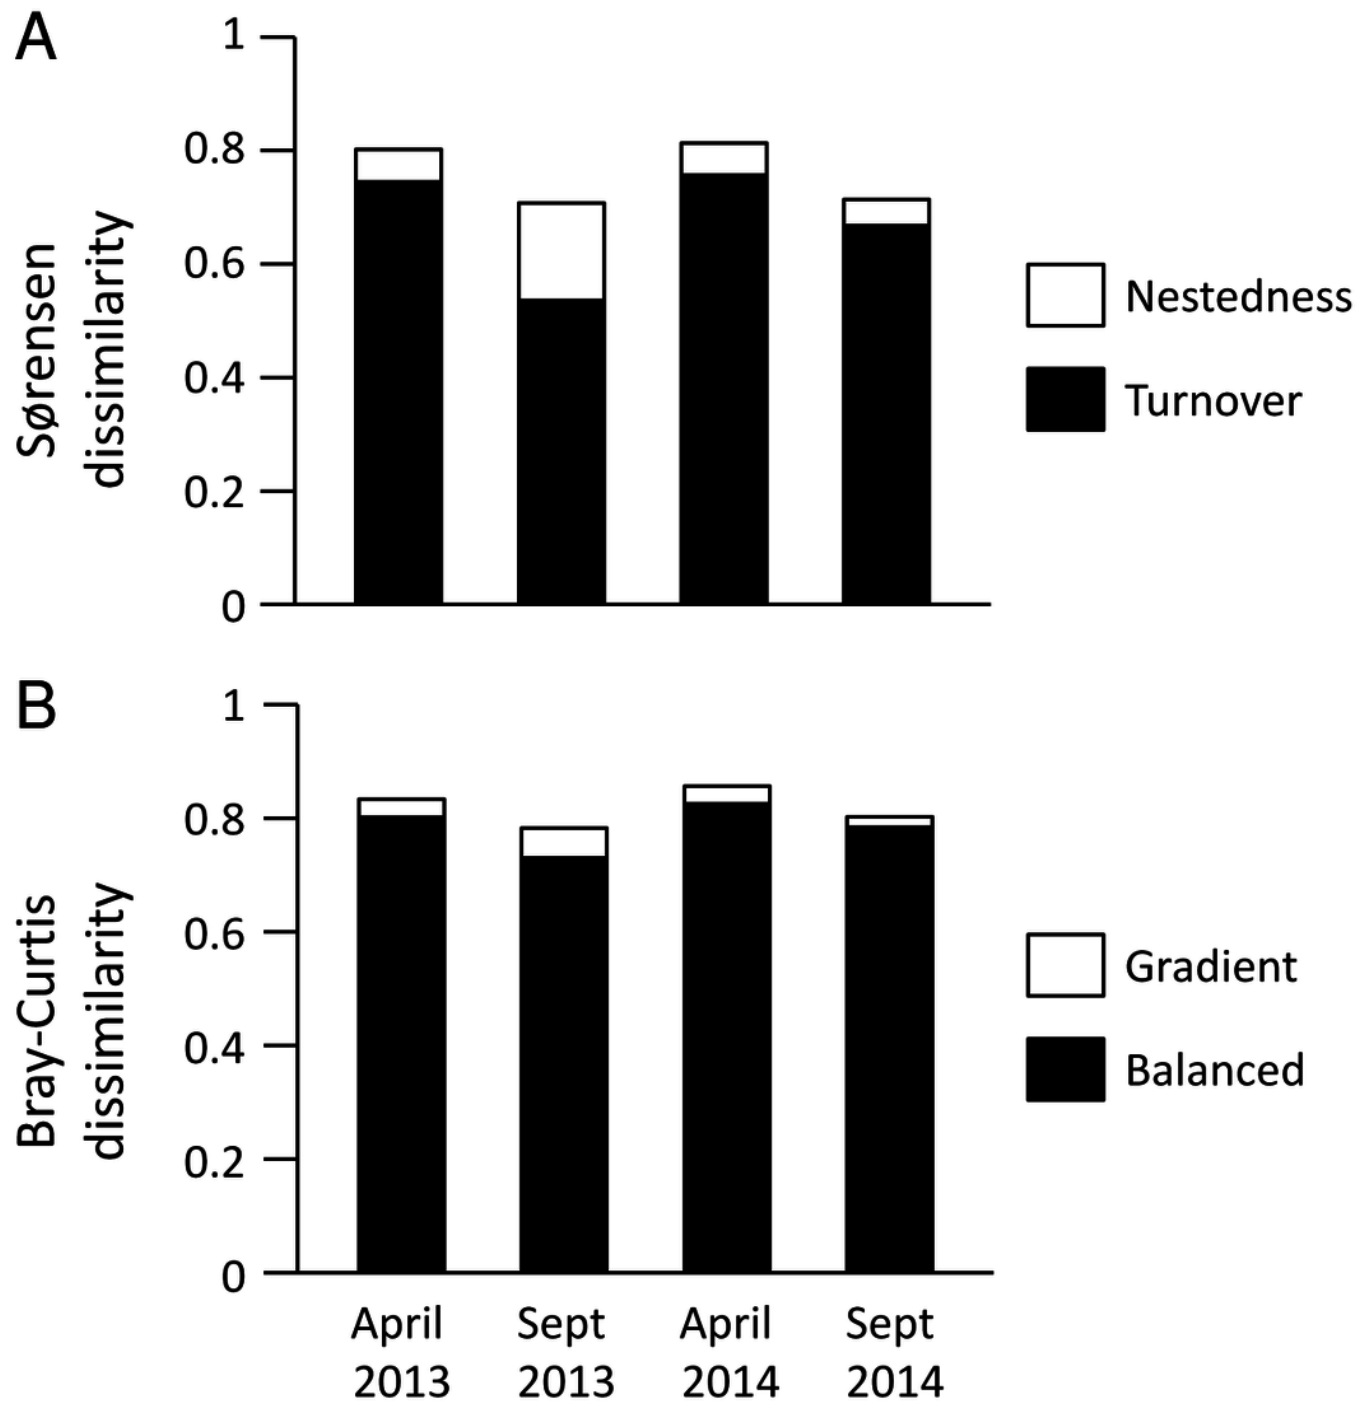 A
1
0.8
0.6
0.4
0.2
0
Sørensen
dissimilarity
Nestedness
Turnover
B
1
0.8
0.6
0.4
0.2
0
Bray-Curtis
dissimilarity
Gradient
Balanced
April Sept April Sept
2013 2013 2014 2014